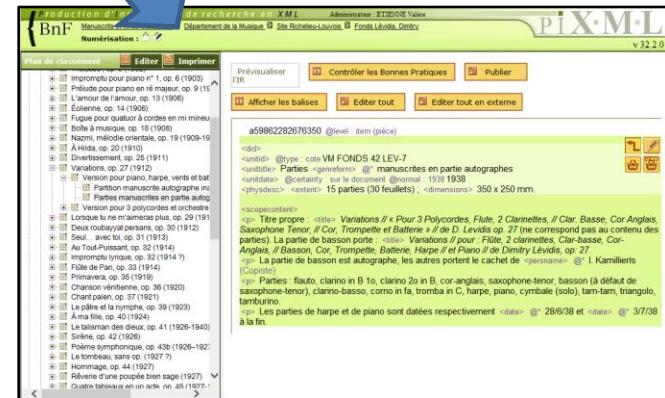 Production d'in de recherche en XML
Administrateur : ETIENNE Valère
BnF
Département de la Musique
Site Richelieu-Louvois
Fonds Lévidis, Dimitry
Numérisation :
PiX·M·L
v 32.2.0
Plan de classement
Editer
Imprimer
Impromptu pour piano n° 1, op. 6 (1903)
Prélude pour piano en ré majeur, op. 9 (19
L'amour de l'amour, op. 13 (1906)
Éolienne, op. 14 (1906)
Fugue pour quatuor à cordes en mi mineu
Boîte à musique, op. 18 (1908)
Nazmi, mélodie orientale, op. 19 (1909-19
À Hilda, op. 20 (1910)
Divertissement, op. 25 (1911)
Variations, op. 27 (1912)
Version pour piano, harpe, vents et bat
Partition manuscrite autographe ina
Parties manuscrites en partie autog
Version pour 3 polycordes et orchestre
Lorsque tu ne m'aimeras plus, op. 29 (191
Deux roubayyat persans, op. 30 (1912)
Seul... avec toi, op. 31 (1913)
Au Tout-Puissant, op. 32 (1914)
Impromptu lyrique, op. 32 (1914 ?)
Flûte de Pan, op. 33 (1914)
Primavera, op. 35 (1919)
Chanson vénitienne, op. 36 (1920)
Chant païen, op. 37 (1921)
Le pâtre et la nymphe, op. 39 (1923)
À ma fille, op. 40 (1924)
Le talisman des dieux, op. 41 (1926-1940)
Sirène, op. 42 (1926)
Poème symphonique, op. 43b (1926–192
Le tombeau, sans op. (1927 ?)
Hommage, op. 44 (1927)
Rêverie d'une poupée bien sage (1927)
Quatre tableaux en un acte, op. 45 (1927-
Prévisualiser l'IR
Contrôler les Bonnes Pratiques
Publier
Afficher les balises
Editer tout
Editer tout en externe
a59862282676350 @level : item (pièce)
<did>
<unitid> @type : cote VM FONDS 42 LEV-7
<unittitle> Parties <genreform> @* manuscrites en partie autographes
<unitdate> @certainty : sur le document @normal : 1938 1938
<physdesc> <extent> 15 parties (30 feuillets) ; <dimensions> 350 x 250 mm.
<scopecontent>
<p> Titre propre : <title> Variations // « Pour 3 Polycordes, Flute, 2 Clarinettes, // Clar. Basse, Cor Anglais,
Saxophone Tenor, // Cor, Trompette et Batterie » // de D. Levidis op. 27 (ne correspond pas au contenu des
parties). La partie de basson porte : <title> Variations // pour : Flûte, 2 clarinettes, Clar-basse, Cor-
Anglais, // Basson, Cor, Trompette, Batterie, Harpe // et Piano // de Dimitry Lévidis, op. 27.
<p> La partie de basson est autographe, les autres portent le cachet de <persname> @* I. Kamillierls
(Copiste)
<p> Parties : flauto, clarino in B 1o, clarino 2o in B, cor-anglais, saxophone-tenor, basson (à défaut de
saxophone-tenor), clarino-basso, corno in fa, tromba in C, harpe, piano, cymbale (solo), tam-tam, triangolo,
tamburino.
<p> Les parties de harpe et de piano sont datées respectivement <date> @* 28/6/38 et <date> @* 3/7/38
à la fin.